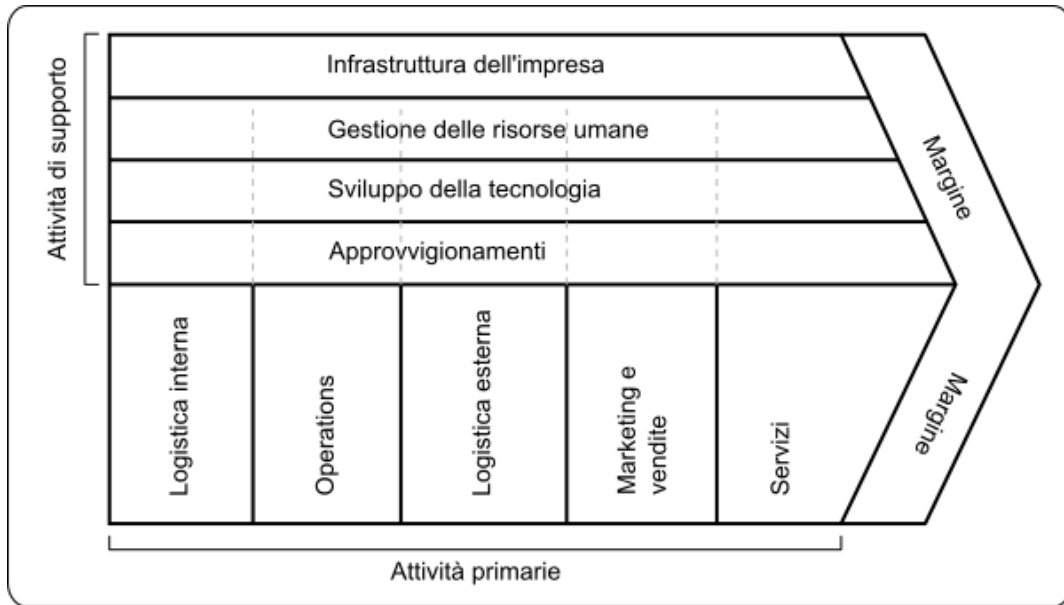 Attività di supporto
Infrastruttura dell'impresa
Gestione delle risorse umane
Sviluppo della tecnologia
Approvvigionamenti
Margine
Logistica interna
Operations
Logistica esterna
Marketing e
vendite
Servizi
Margine
Attività primarie